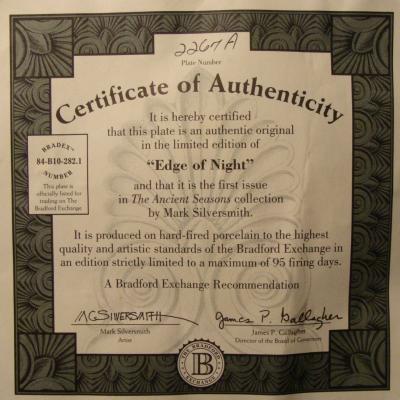 2267A
Plate Number
Certificate of Authenticity
It is hereby certified
that this plate is an authentic original
in the limited edition of
"Edge of Night"
and that it is the first issue
in The Ancient Seasons collection
by Mark Silversmith.
BRADEX™
84-B10-282.1
NUMBER
This plate is
officially listed for
trading on The
Bradford Exchange
It is produced on hard-fired porcelain to the highest
quality and artistic standards of the Bradford Exchange in
an edition strictly limited to a maximum of 95 firing days.
A Bradford Exchange Recommendation
MGSILVERSMITH
Mark Silversmith
Artist
James P. Gallagher
James P. Gallagher
Director of the Board of Governors
THE BRADFORD
B
EXCHANGE